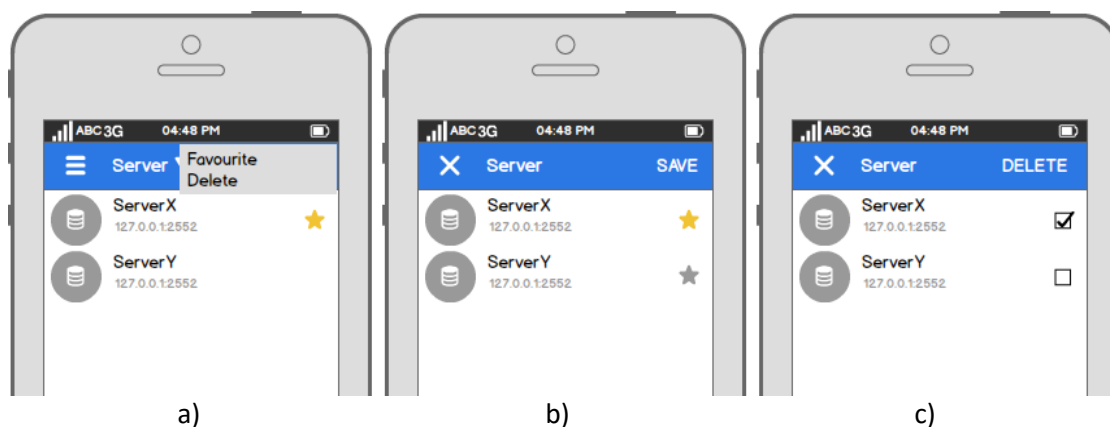 ABC 3G 04:48 PM
Server
Favourite
Delete
ServerX
127.0.0.1:2552
ServerY
127.0.0.1:2552
a)
ABC 3G 04:48 PM
Server SAVE
ServerX
127.0.0.1:2552
ServerY
127.0.0.1:2552
b)
ABC 3G 04:48 PM
Server DELETE
ServerX
127.0.0.1:2552
ServerY
127.0.0.1:2552
c)